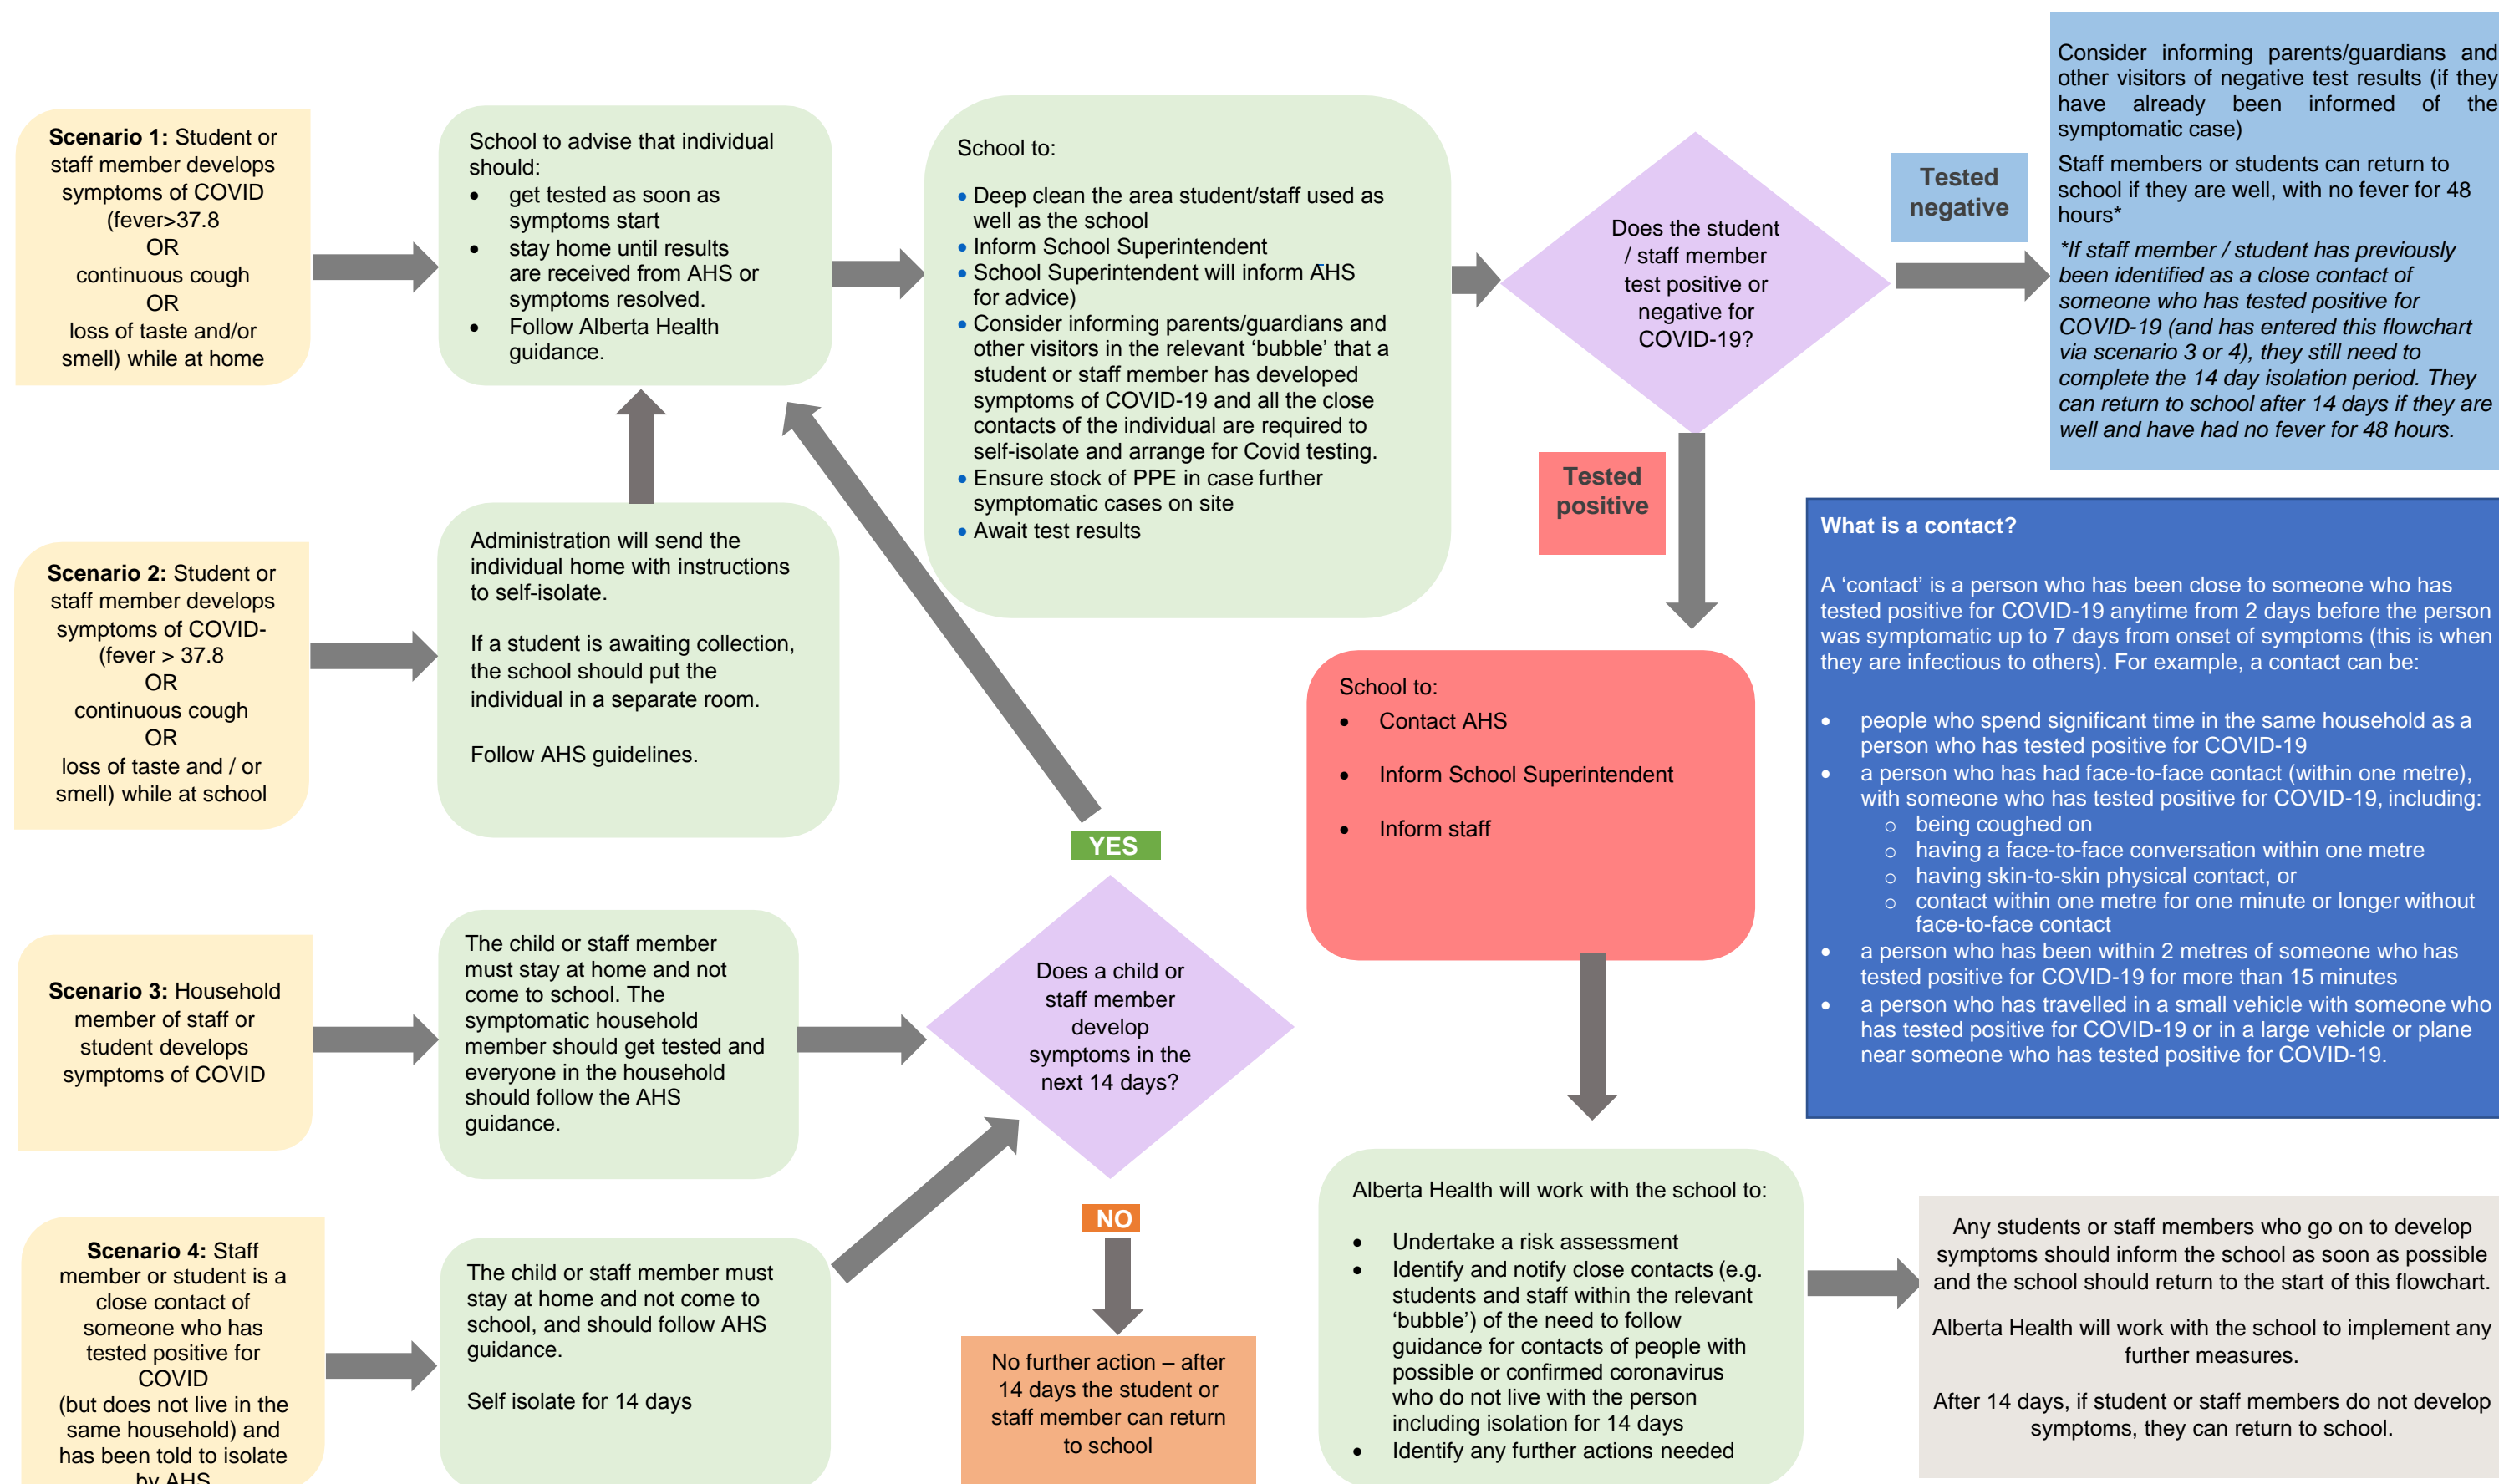 Scenario 1: Student or
staff member develops
symptoms of COVID
(fever>37.8
OR
continuous cough
OR
loss of taste and/or
smell) while at home
School to advise that individual
should:
• get tested as soon as
symptoms start
• stay home until results
are received from AHS or
symptoms resolved.
• Follow Alberta Health
guidance.
School to:
• Deep clean the area student/staff used as
well as the school
• Inform School Superintendent
• School Superintendent will inform AHS
for advice)
• Consider informing parents/guardians and
other visitors in the relevant ‘bubble’ that a
student or staff member has developed
symptoms of COVID-19 and all the close
contacts of the individual are required to
self-isolate and arrange for Covid testing.
• Ensure stock of PPE in case further
symptomatic cases on site
• Await test results
Does the student
/ staff member
test positive or
negative for
COVID-19?
Tested
negative
Consider informing parents/guardians and
other visitors of negative test results (if they
have already been informed of the
symptomatic case)
Staff members or students can return to
school if they are well, with no fever for 48
hours*
*If staff member / student has previously
been identified as a close contact of
someone who has tested positive for
COVID-19 (and has entered this flowchart
via scenario 3 or 4), they still need to
complete the 14 day isolation period. They
can return to school after 14 days if they are
well and have had no fever for 48 hours.
Tested
positive
Scenario 2: Student or
staff member develops
symptoms of COVID-
(fever > 37.8
OR
continuous cough
OR
loss of taste and / or
smell) while at school
Administration will send the
individual home with instructions
to self-isolate.
If a student is awaiting collection,
the school should put the
individual in a separate room.
Follow AHS guidelines.
What is a contact?
A ‘contact’ is a person who has been close to someone who has
tested positive for COVID-19 anytime from 2 days before the person
was symptomatic up to 7 days from onset of symptoms (this is when
they are infectious to others). For example, a contact can be:
• people who spend significant time in the same household as a
person who has tested positive for COVID-19
• a person who has had face-to-face contact (within one metre),
with someone who has tested positive for COVID-19, including:
○ being coughed on
○ having a face-to-face conversation within one metre
○ having skin-to-skin physical contact, or
○ contact within one metre for one minute or longer without
face-to-face contact
• a person who has been within 2 metres of someone who has
tested positive for COVID-19 for more than 15 minutes
• a person who has travelled in a small vehicle with someone who
has tested positive for COVID-19 or in a large vehicle or plane
near someone who has tested positive for COVID-19.
School to:
• Contact AHS
• Inform School Superintendent
• Inform staff
YES
Scenario 3: Household
member of staff or
student develops
symptoms of COVID
The child or staff member
must stay at home and not
come to school. The
symptomatic household
member should get tested and
everyone in the household
should follow the AHS
guidance.
Does a child or
staff member
develop
symptoms in the
next 14 days?
NO
Scenario 4: Staff
member or student is a
close contact of
someone who has
tested positive for
COVID
(but does not live in the
same household) and
has been told to isolate
by AHS
The child or staff member must
stay at home and not come to
school, and should follow AHS
guidance.
Self isolate for 14 days
No further action – after
14 days the student or
staff member can return
to school
Alberta Health will work with the school to:
• Undertake a risk assessment
• Identify and notify close contacts (e.g.
students and staff within the relevant
‘bubble’) of the need to follow
guidance for contacts of people with
possible or confirmed coronavirus
who do not live with the person
including isolation for 14 days
• Identify any further actions needed
Any students or staff members who go on to develop
symptoms should inform the school as soon as possible
and the school should return to the start of this flowchart.
Alberta Health will work with the school to implement any
further measures.
After 14 days, if student or staff members do not develop
symptoms, they can return to school.